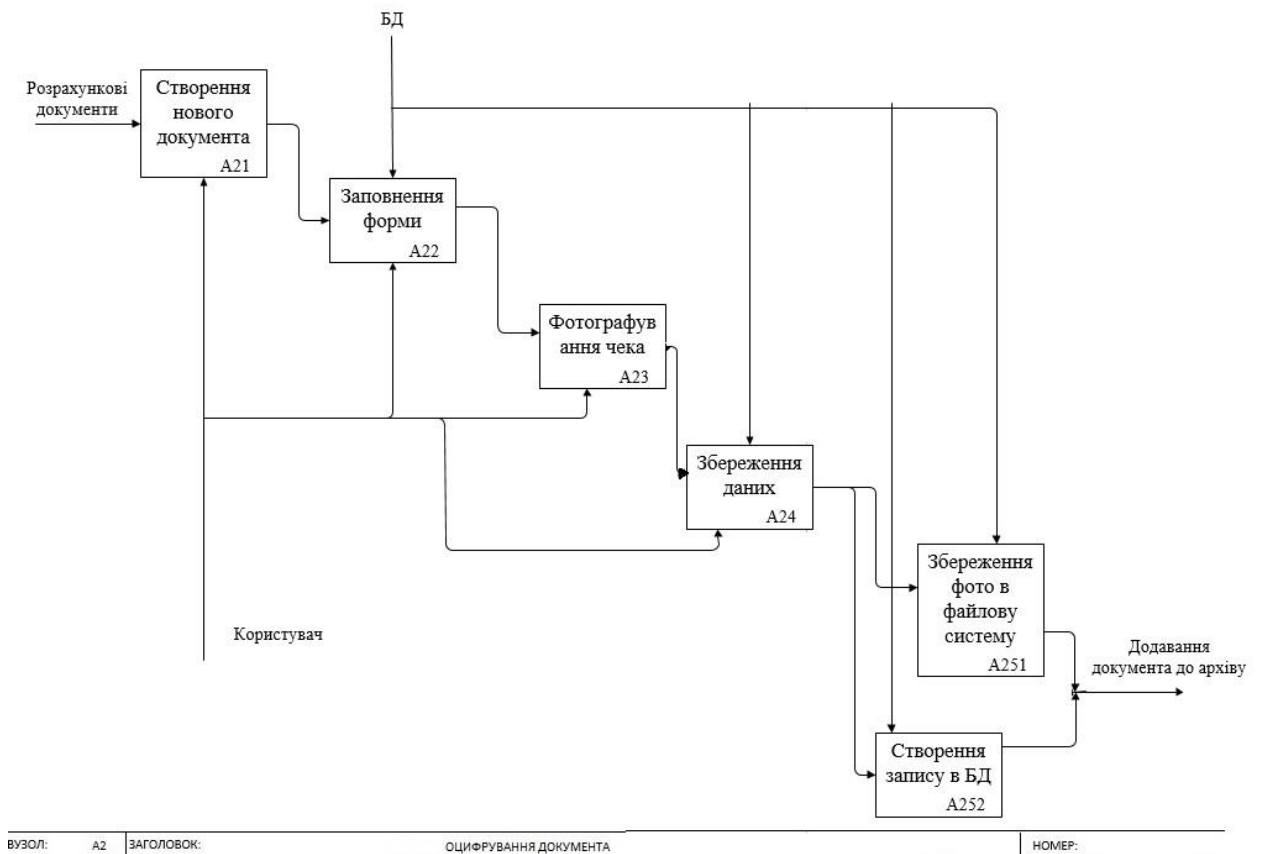 БД
Розрахункові
документи
Створення
нового
документа
А21
Заповнення
форми
А22
Фотографув
ання чека
А23
Збереження
даних
А24
Збереження
фото в
файлову
систему
А251
Користувач
Додавання
документа до архіву
Створення
запису в БД
А252
ВУЗОЛ: А2 ЗАГОЛОВОК: ОЦИФРУВАННЯ ДОКУМЕНТА НОМЕР: